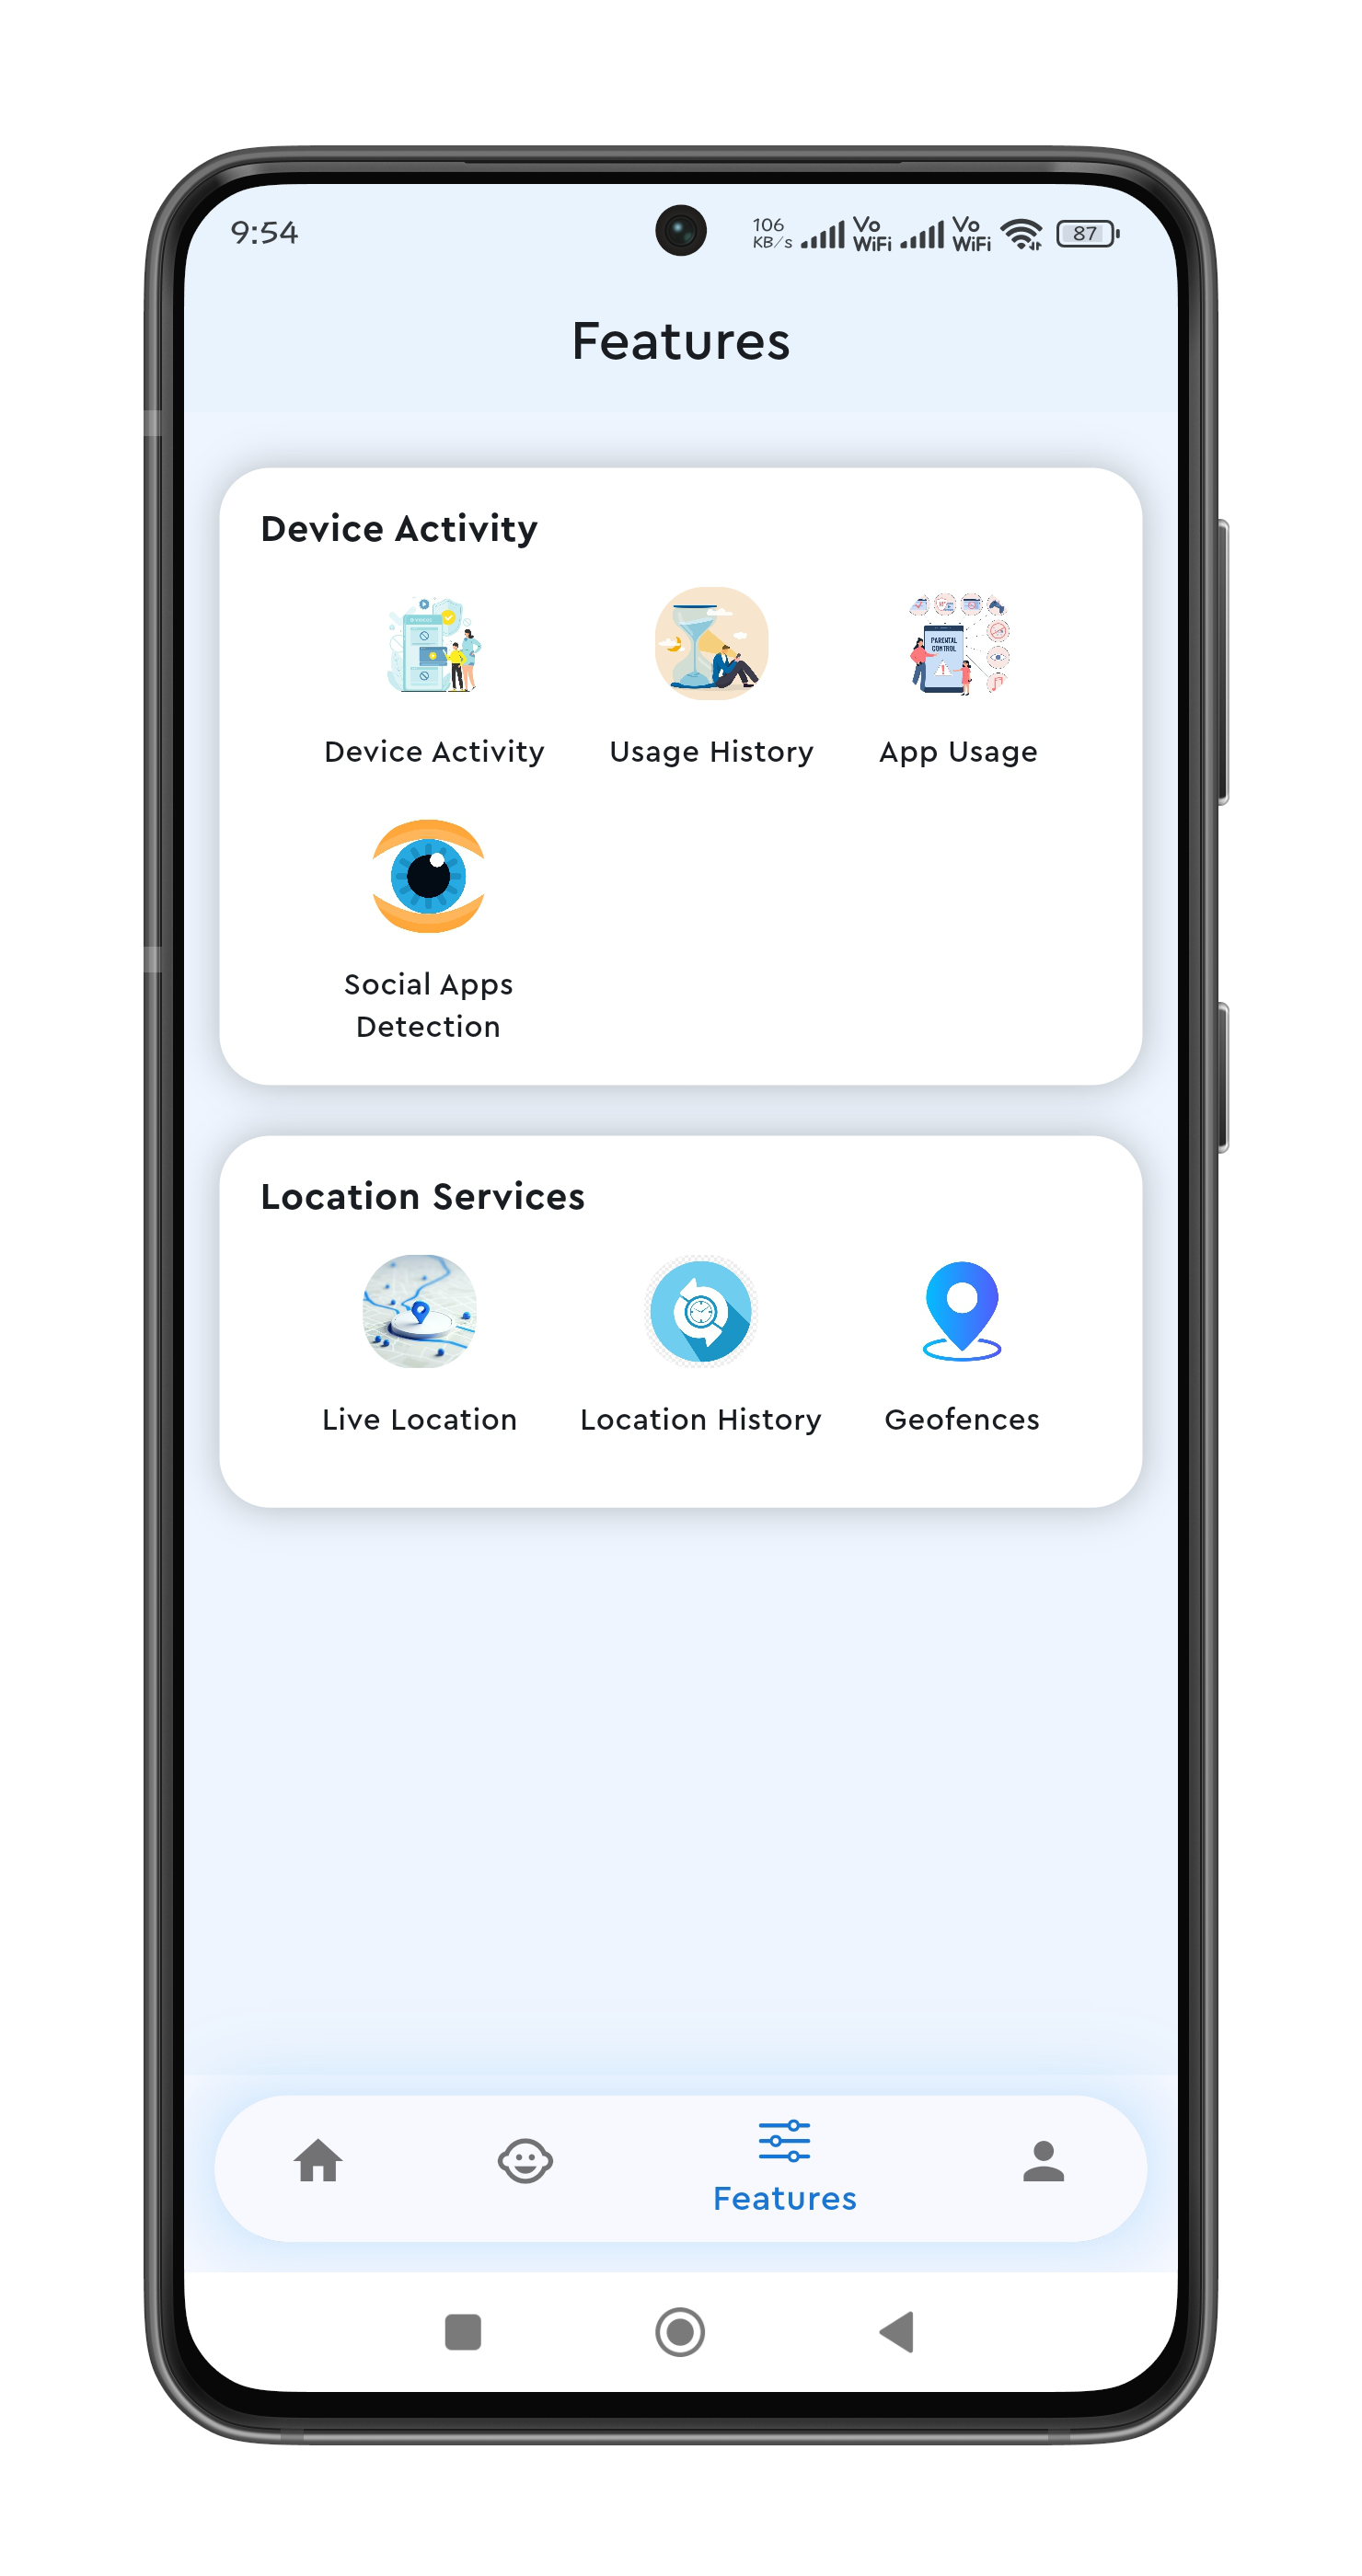 9:54
106
KB/s
Vo
WiFi
Vo
WiFi
87
Features
Device Activity
PARENTAL
CONTROL
Device Activity
Usage History
App Usage
Social Apps
Detection
Location Services
Live Location
Location History
Geofences
Features